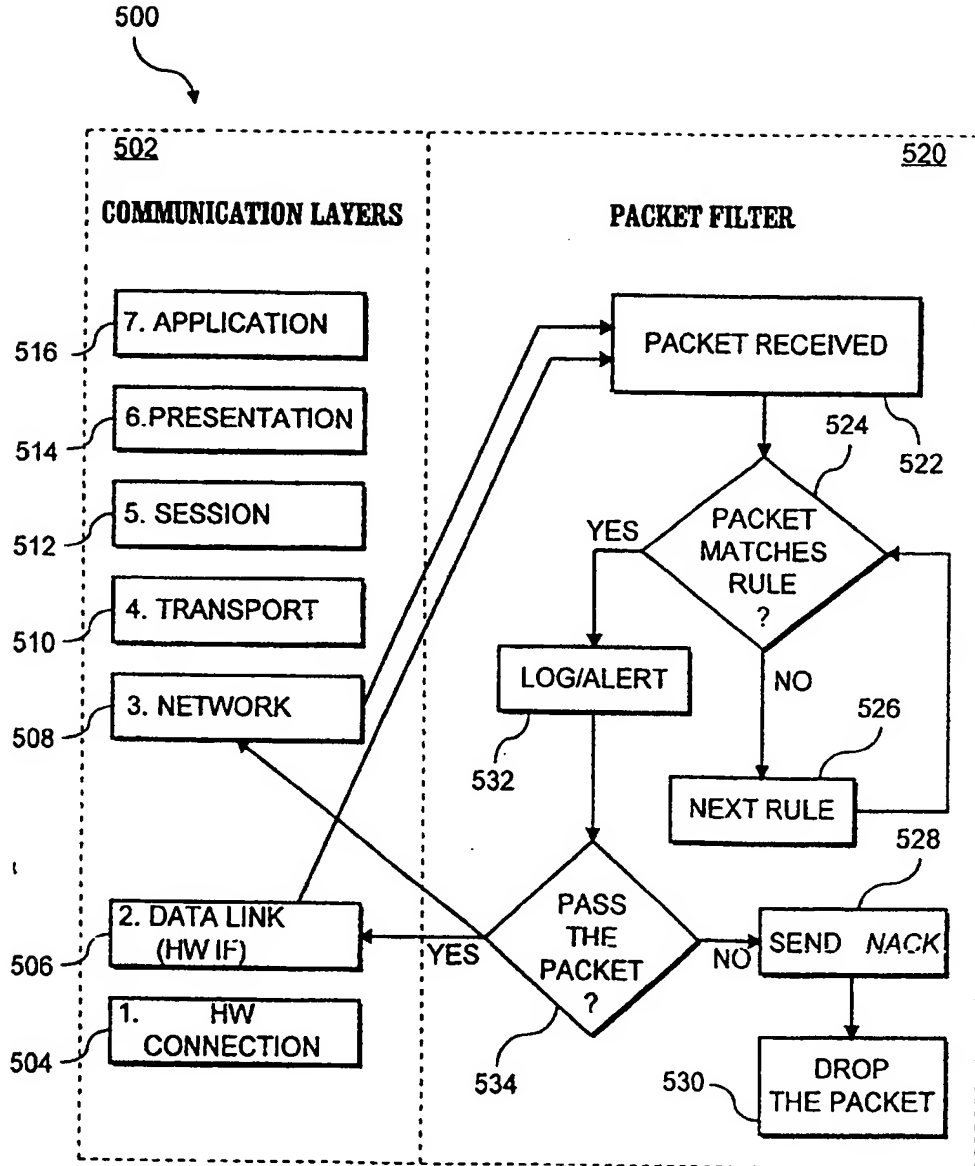 500
502
520
COMMUNICATION LAYERS
PACKET FILTER
7. APPLICATION
516
6.PRESENTATION
514
5. SESSION
512
4. TRANSPORT
510
3. NETWORK
508
2. DATA LINK
(HW IF)
506
1. HW
CONNECTION
504
PACKET RECEIVED
522
524
PACKET
MATCHES
RULE
?
YES
NO
LOG/ALERT
532
526
NEXT RULE
528
PASS
THE
PACKET
?
YES
NO
534
SEND NACK
DROP
THE PACKET
530